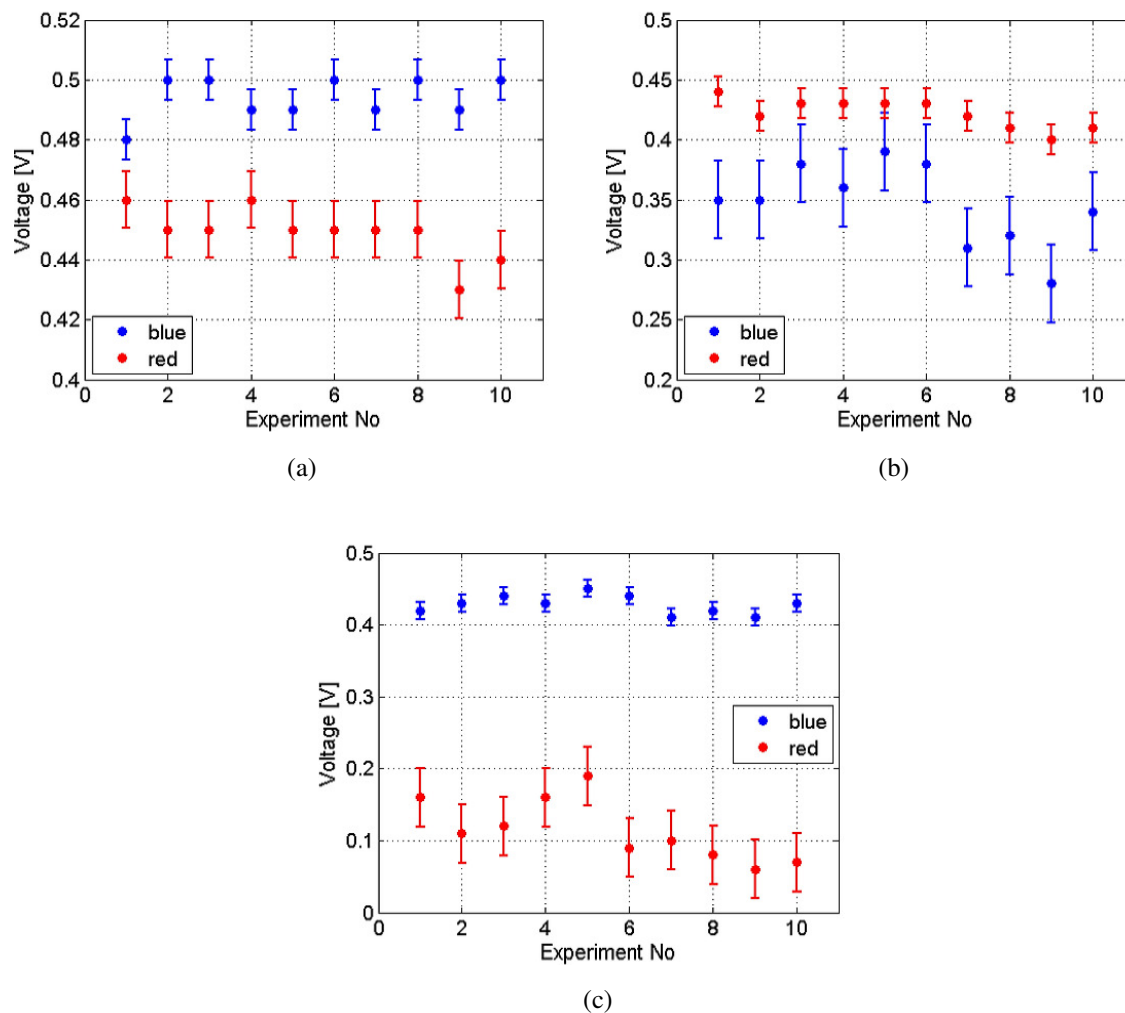 0.52
0.5
0.48
0.46
0.44
0.42
0.4
Voltage [V]
blue
red
0 2 4 6 8 10
Experiment No
(a)
0.5
0.45
0.4
0.35
0.3
0.25
0.2
Voltage [V]
blue
red
0 2 4 6 8 10
Experiment No
(b)
0.5
0.4
0.3
0.2
0.1
0
Voltage [V]
blue
red
0 2 4 6 8 10
Experiment No
(c)